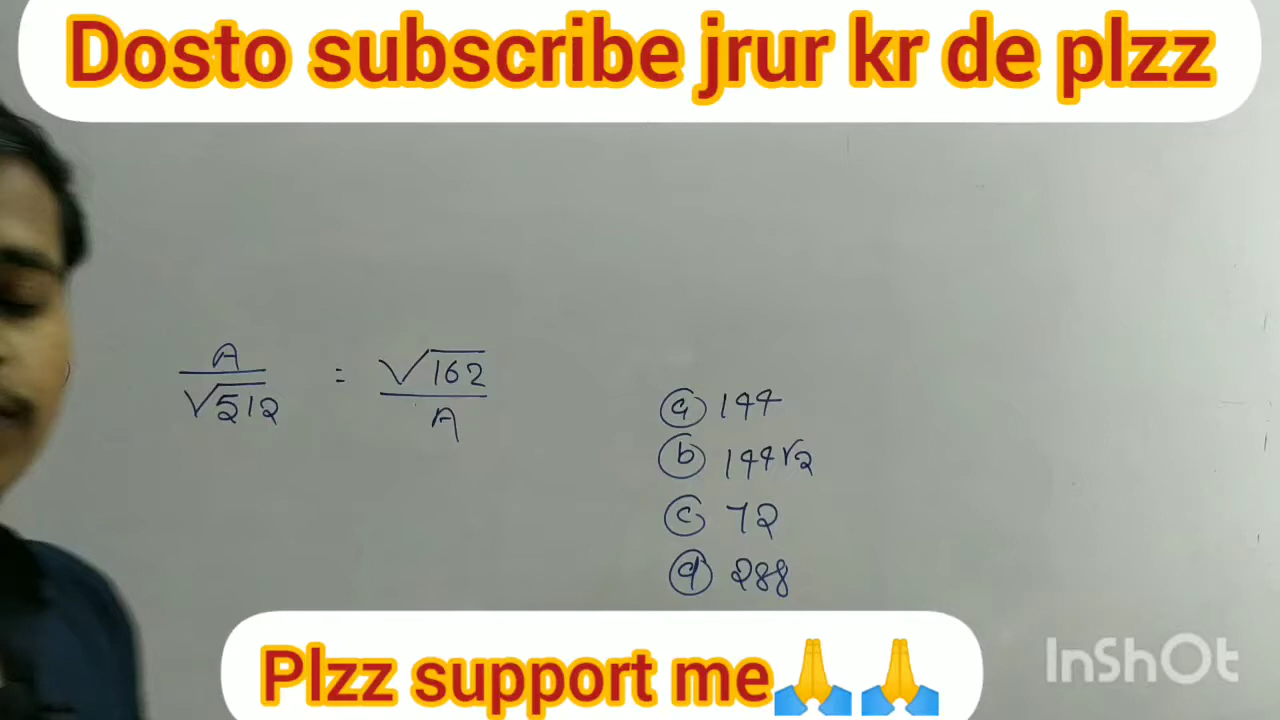 Dosto subscribe jrur kr de plzz
A/√512 = √162/A
ⓐ 144
ⓑ 144√2
ⓒ 72
ⓓ 288
Plzz support me🙏🙏
InShOt